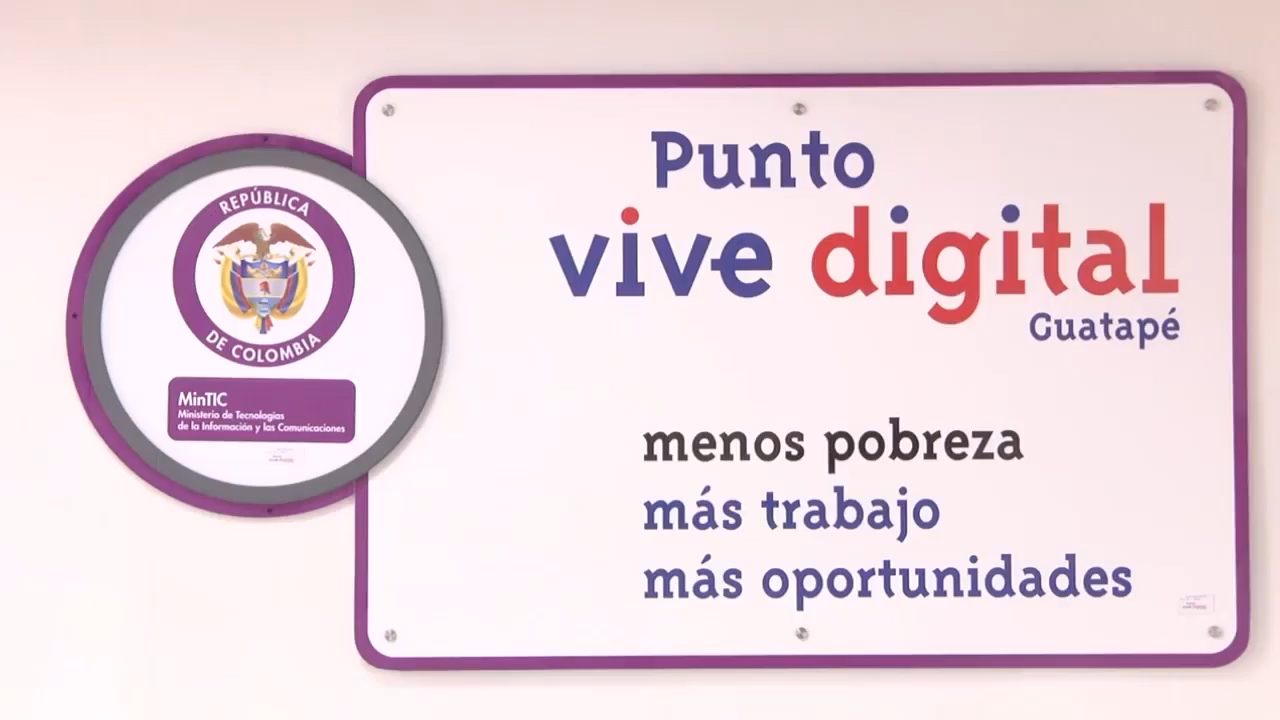 REPÚBLICA
DE COLOMBIA
MinTIC
Ministerio de Tecnologías
de la Información y las Comunicaciones
Punto
vive digital
Guatapé
menos pobreza
más trabajo
más oportunidades